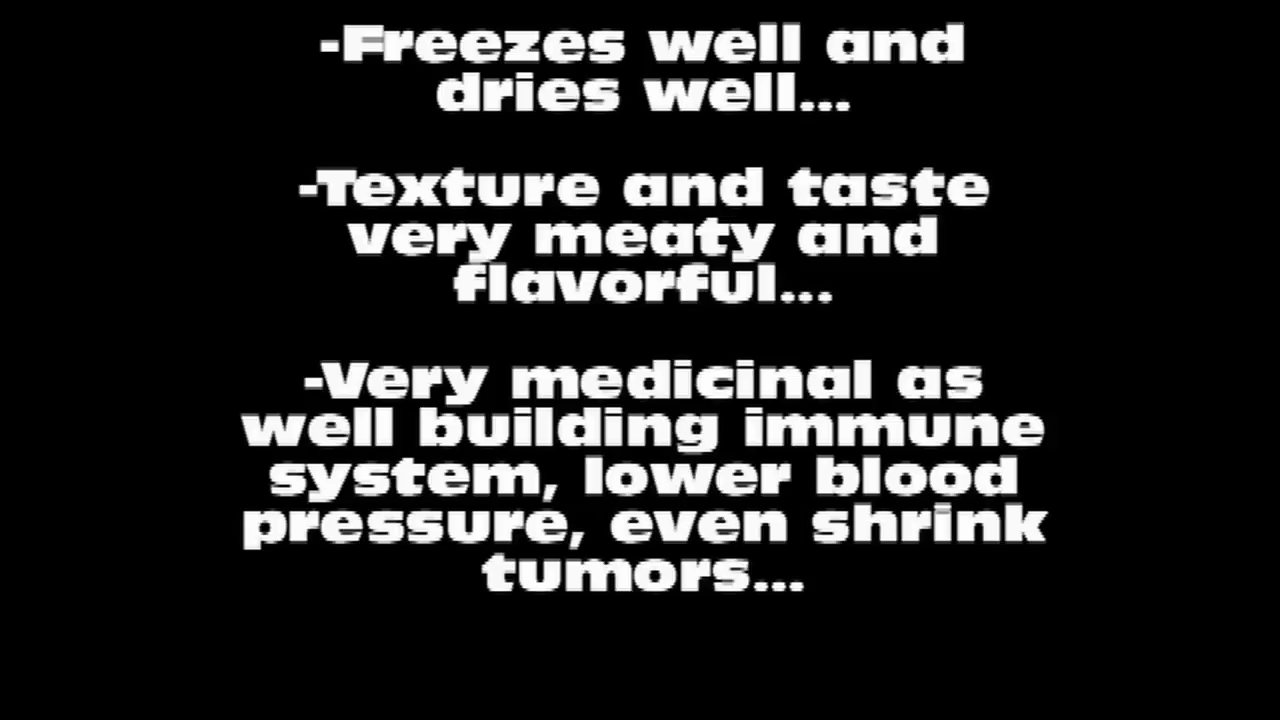 -Freezes well and
dries well...
-Texture and taste
very meaty and
flavorful...
-Very medicinal as
well building immune
system, lower blood
pressure, even shrink
tumors...